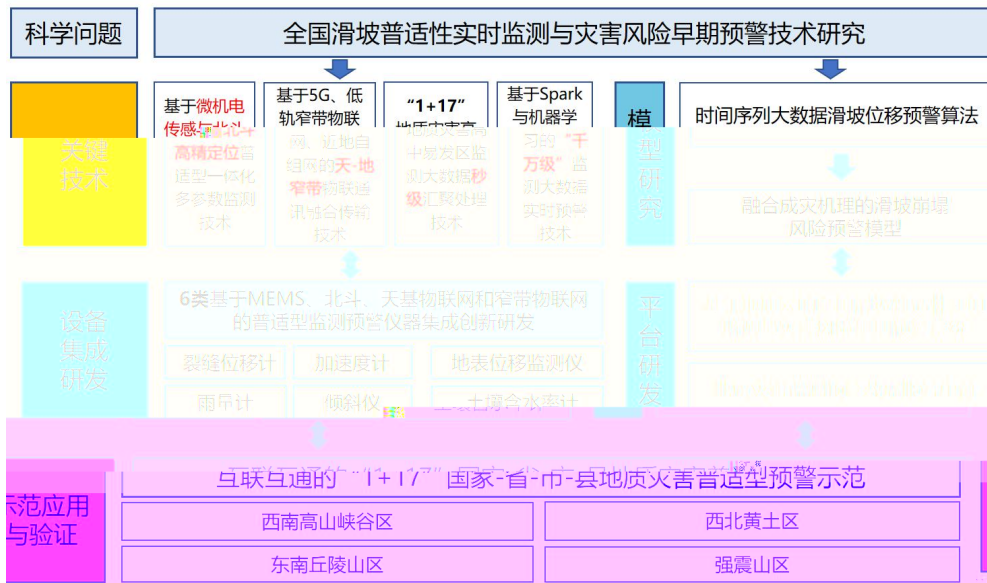 科学问题
全国滑坡普适性实时监测与灾害风险早期预警技术研究
关键
技术
基于微机电
传感与北斗
高精定位普
适型一体化
多参数监测
技术
基于5G、低
轨窄带物联
网、近地自
组网的天-地
窄带物联通
讯融合传输
技术
“1+17”
地质灾害高
中易发区监
测大数据秒
级汇聚处理
技术
基于Spark
与机器学
习的“千
万级”监
测大数据
实时预警
技术
模
型
研
究
时间序列大数据滑坡位移预警算法
融合成灾机理的滑坡崩塌
风险预警模型
设备
集成
研发
6类基于MEMS、北斗、天基物联网和窄带物联网
的普适型监测预警仪器集成创新研发
裂缝位移计
加速度计
地表位移监测仪
雨量计
倾斜仪
土壤含水率计
平
台
研
发
示范应用
与验证
互联互通的“1+17”国家-省-市-县地质灾害普适型预警示范
西南高山峡谷区
西北黄土区
东南丘陵山区
强震山区